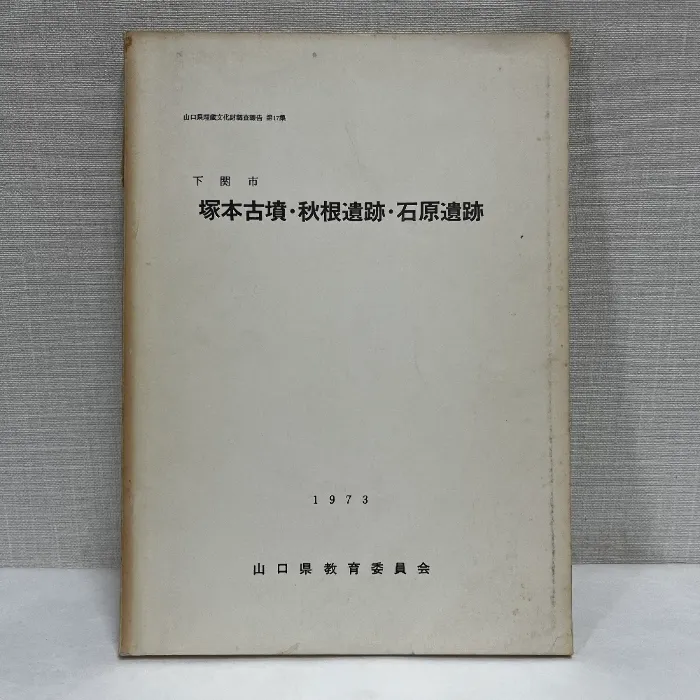 山口県埋蔵文化財調査報告 第17集
下関市
塚本古墳・秋根遺跡・石原遺跡
1973
山口県教育委員会